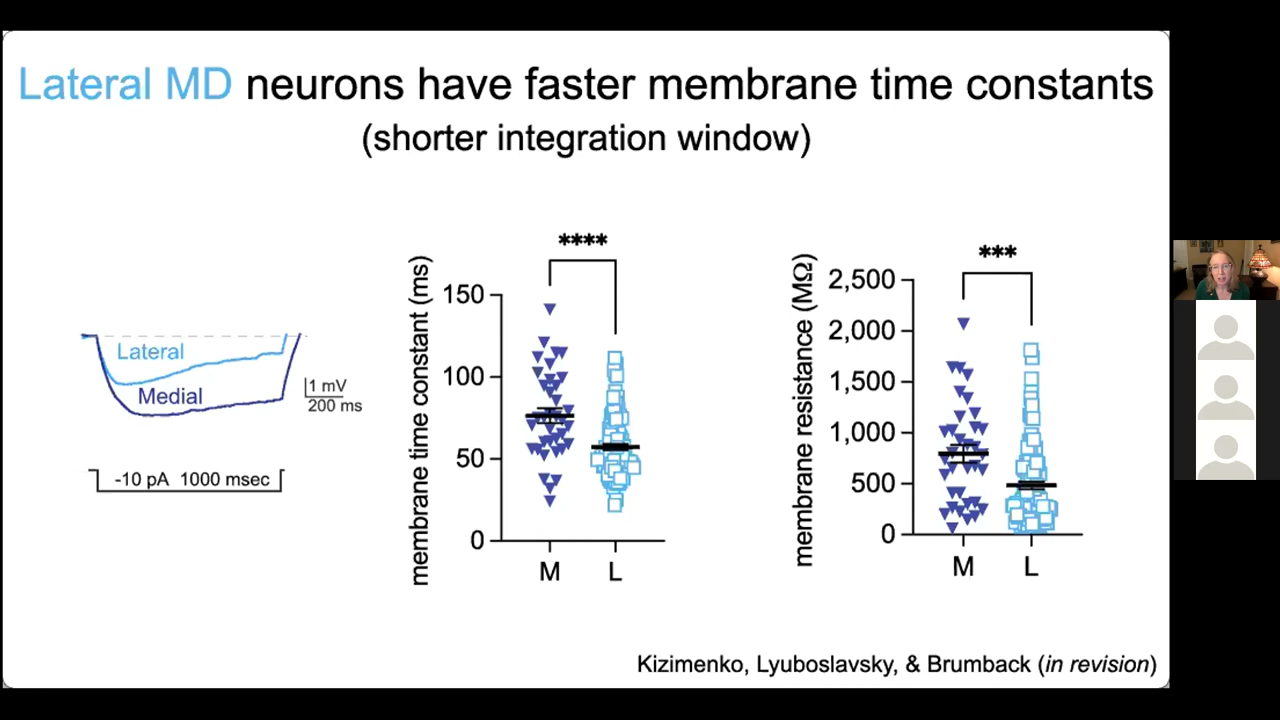 Lateral MD neurons have faster membrane time constants
(shorter integration window)
Lateral
Medial
1 mV
200 ms
-10 pA 1000 msec
membrane time constant (ms)
****
150
100
50
0
M L
membrane resistance (MΩ)
***
2,500
2,000
1,500
1,000
500
0
M L
Kizimenko, Lyuboslavsky, & Brumback (in revision)